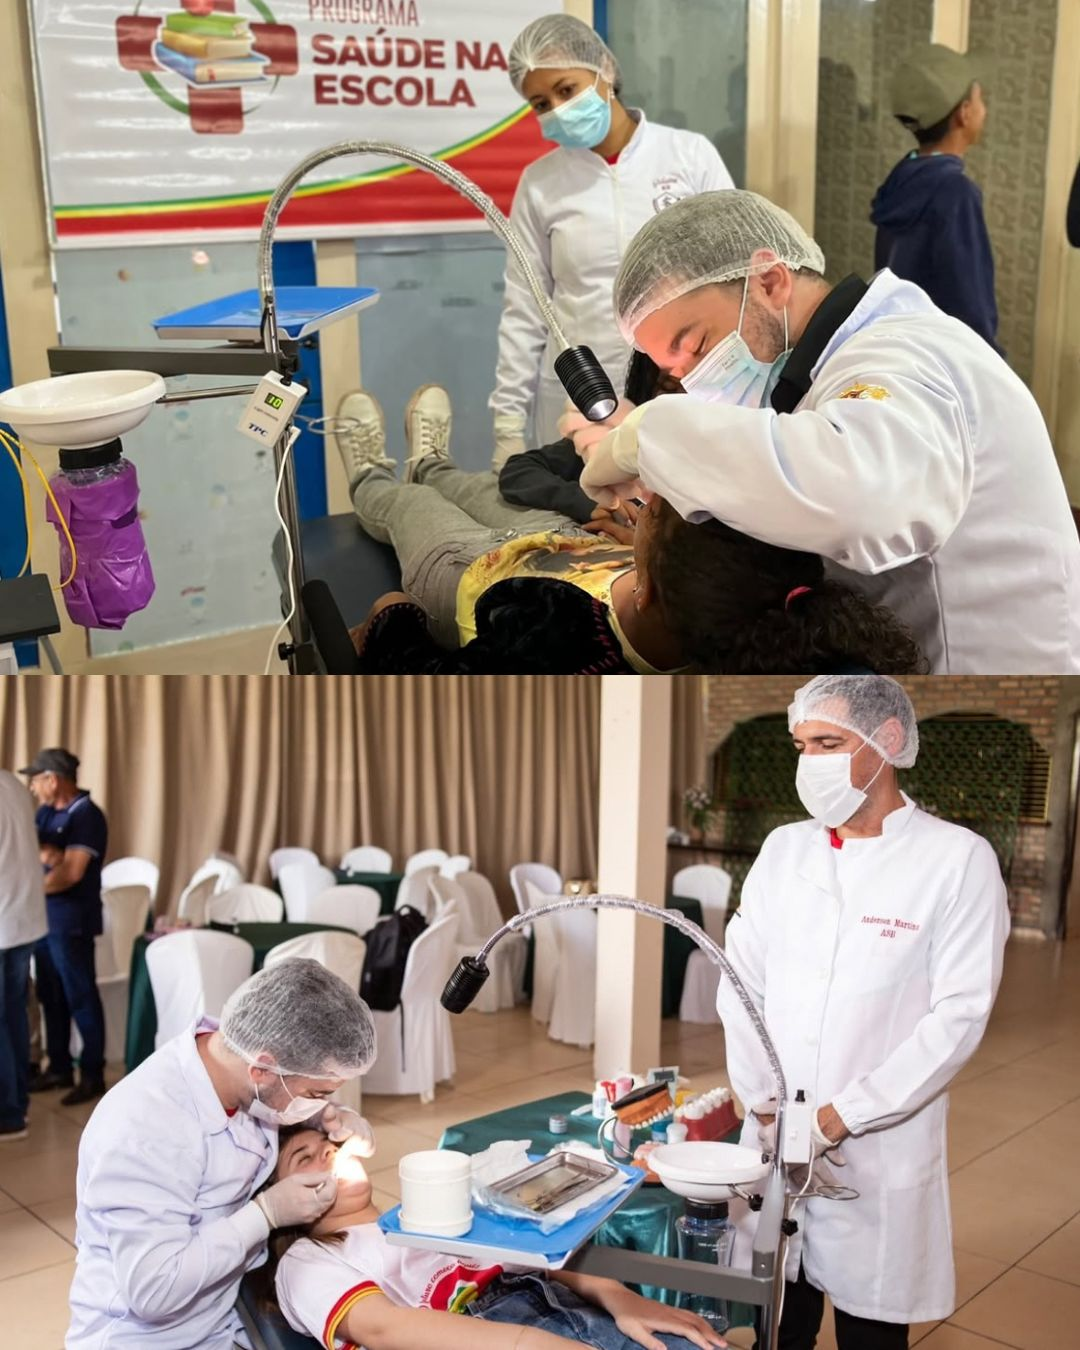 PROGRAMA
SAÚDE NA
ESCOLA
10
TPC
Anderson Martins
ASB